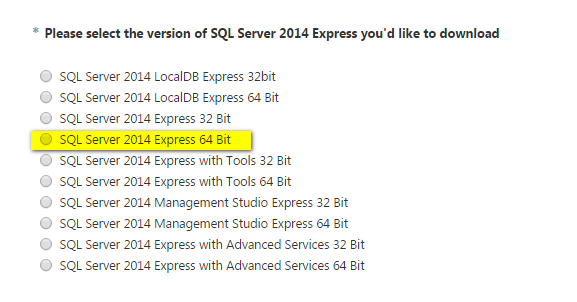 * Please select the version of SQL Server 2014 Express you'd like to download
SQL Server 2014 LocalDB Express 32bit
SQL Server 2014 LocalDB Express 64 Bit
SQL Server 2014 Express 32 Bit
SQL Server 2014 Express 64 Bit
SQL Server 2014 Express with Tools 32 Bit
SQL Server 2014 Express with Tools 64 Bit
SQL Server 2014 Management Studio Express 32 Bit
SQL Server 2014 Management Studio Express 64 Bit
SQL Server 2014 Express with Advanced Services 32 Bit
SQL Server 2014 Express with Advanced Services 64 Bit